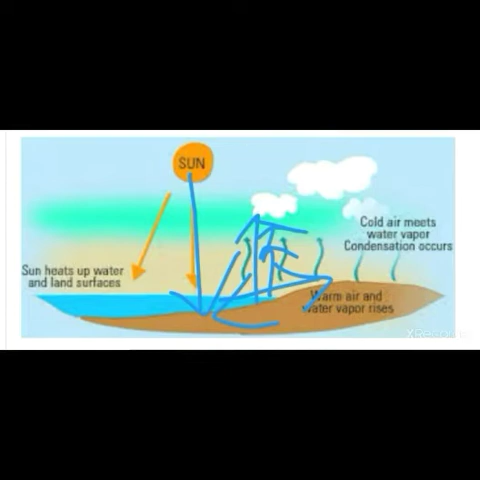 SUN
Cold air meets
water vapor
Condensation occurs
Sun heats up water
and land surfaces
Warm air and
water vapor rises